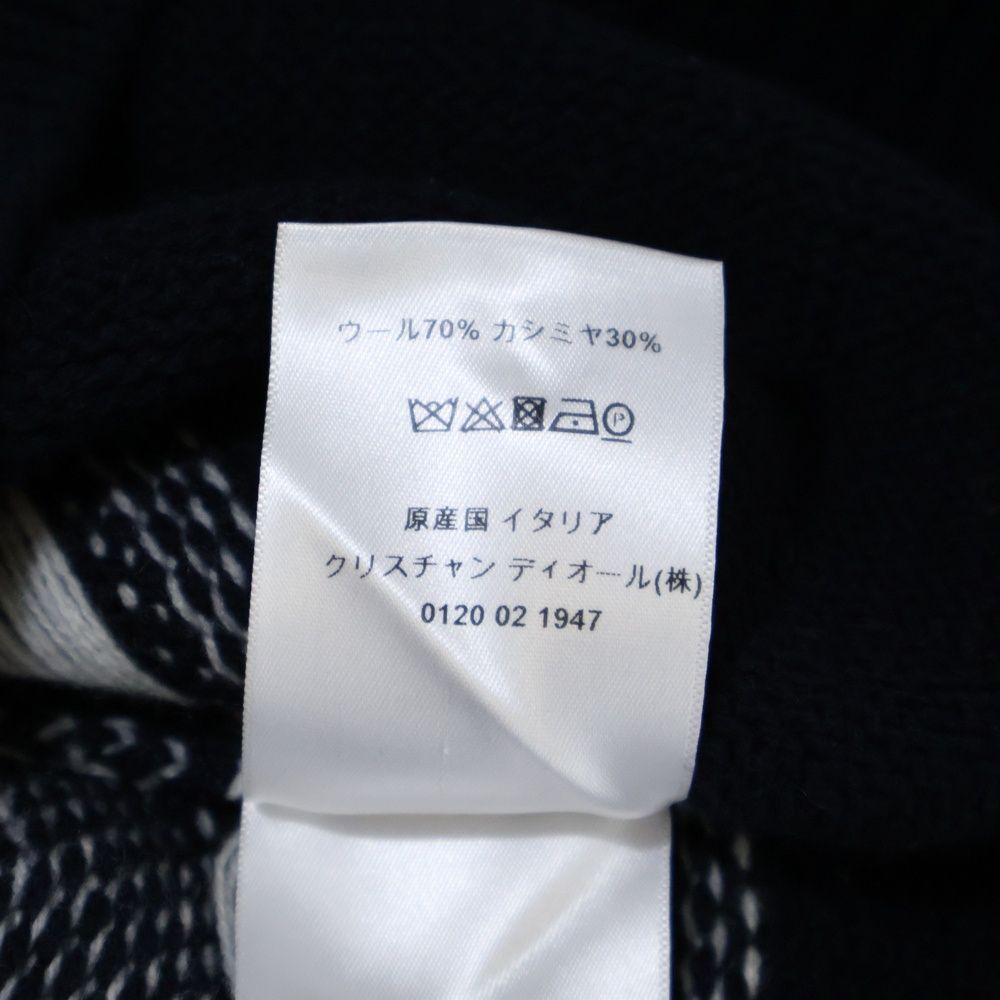 ウール70% カシミヤ30%
P
原産国 イタリア
クリスチャン ディオール(株)
0120 02 1947